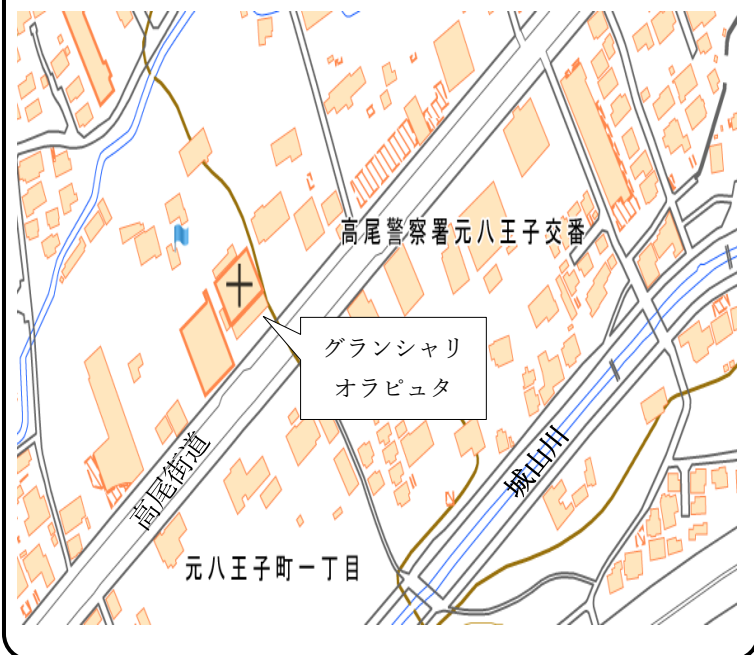 高尾警察署元八王子交番
グランシャリ
オラピュタ
高尾街道
城山川
元八王子町一丁目